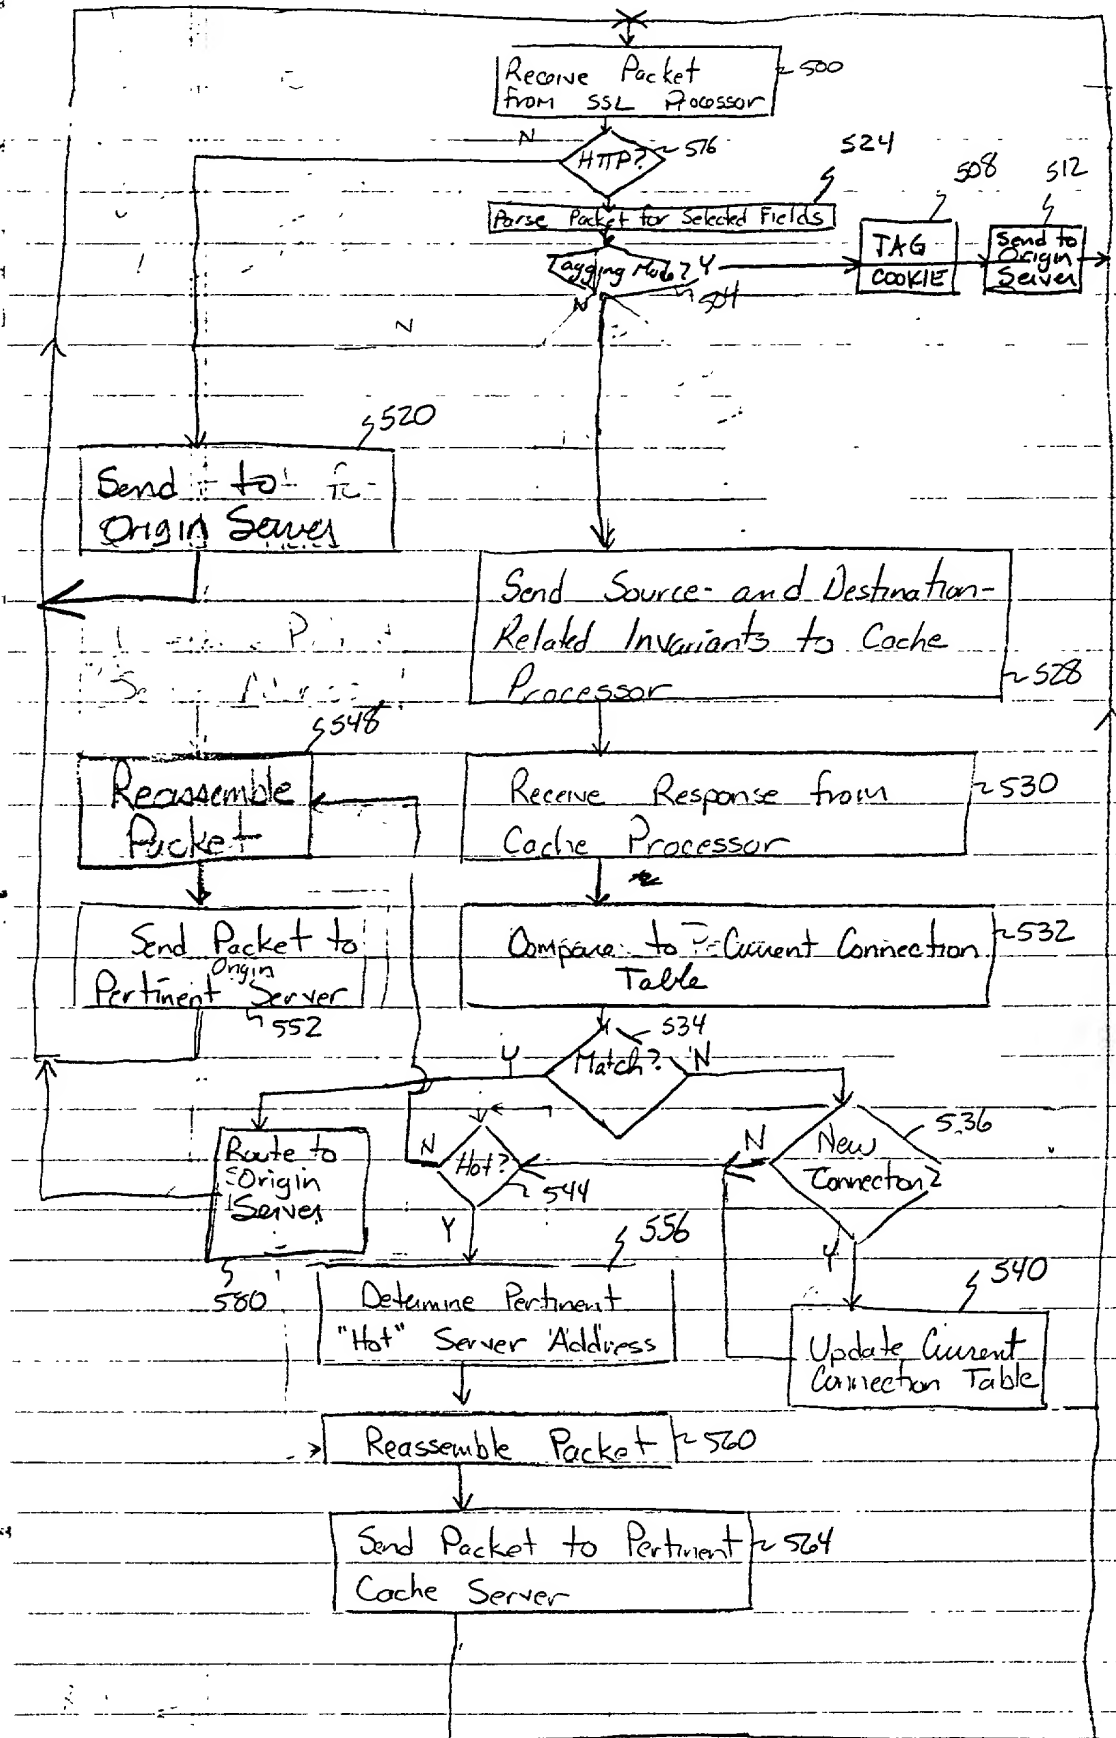 Receive Packet
from SSL Processor
500
N
HTTP?
516
524
508
512
Parse Packet for Selected Fields
Tagging Mode?
Y
504
N
TAG
COOKIE
Send to
Origin
Server
N
520
Send to
Origin Server
Send Source- and Destination-
Related Invariants to Cache
Processor
528
548
Reassemble
Packet
Receive Response from
Cache Processor
530
Send Packet to
Pertinent Origin Server
552
Compare to Current Connection
Table
532
534
Match?
Y
N
Route to
Origin
Server
580
N
Hot?
544
Y
N
New
Connection?
536
Y
556
Determine Pertinent
"Hot" Server Address
540
Update Current
Connection Table
Reassemble Packet
560
Send Packet to Pertinent
Cache Server
564